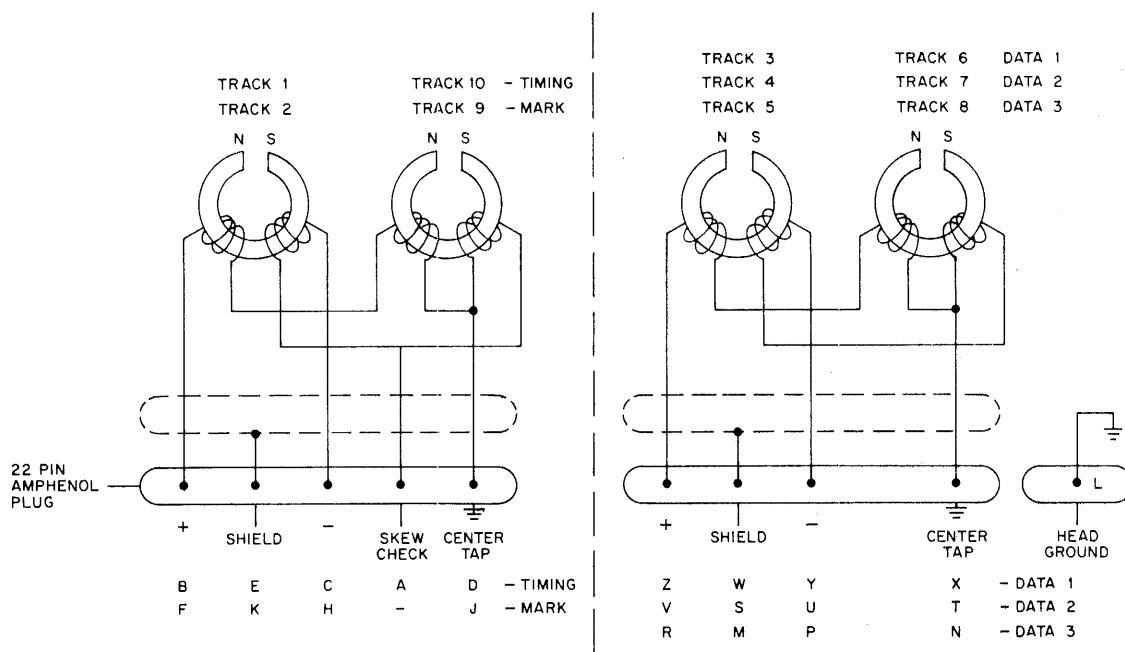 TRACK 1
TRACK 2
TRACK 10 – TIMING
TRACK 9 – MARK
N S
N S
22 PIN
AMPHENOL
PLUG
+
SHIELD
–
SKEW
CHECK
CENTER
TAP
B E C A D – TIMING
F K H – J – MARK
TRACK 3
TRACK 4
TRACK 5
TRACK 6 DATA 1
TRACK 7 DATA 2
TRACK 8 DATA 3
N S
N S
L
+
SHIELD
–
CENTER
TAP
HEAD
GROUND
Z W Y X – DATA 1
V S U T – DATA 2
R M P N – DATA 3